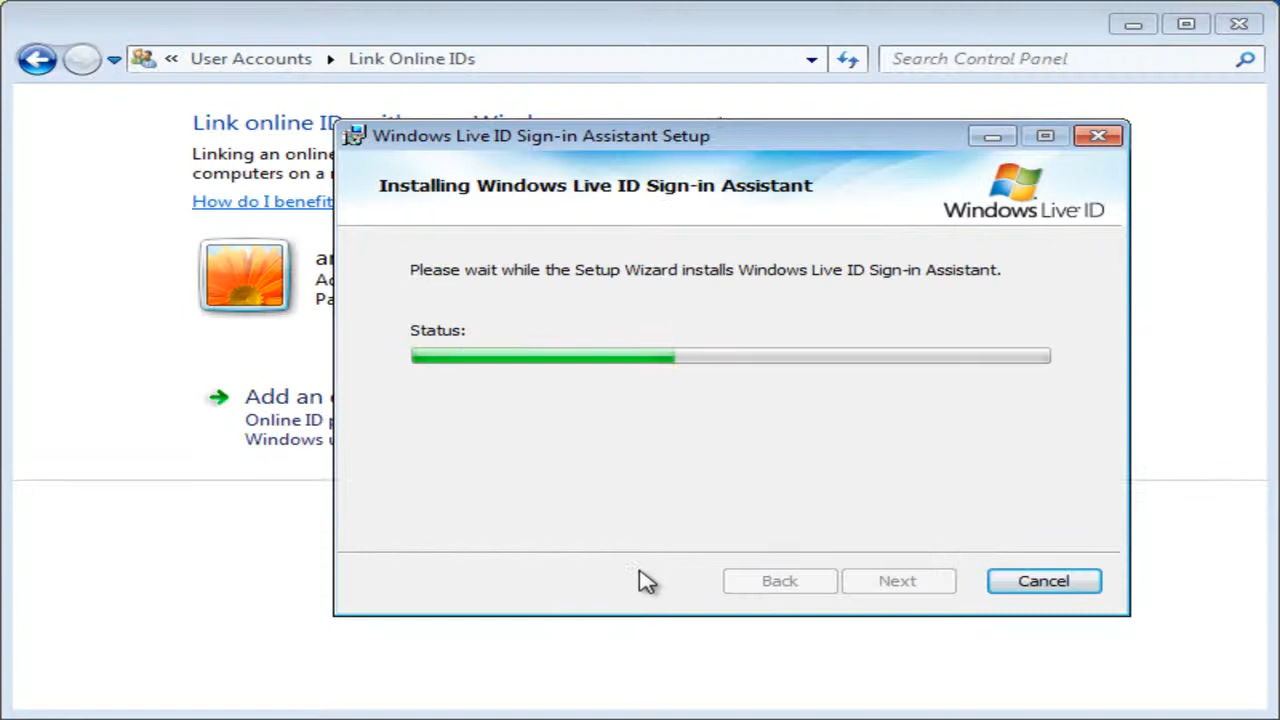 « User Accounts ▸ Link Online IDs
Search Control Panel
Link online
Linking an online
computers on a
How do I benefit
Add an
Online ID
Windows
Windows Live ID Sign-in Assistant Setup
Installing Windows Live ID Sign-in Assistant
Windows Live ID
Please wait while the Setup Wizard installs Windows Live ID Sign-in Assistant.
Status:
Back
Next
Cancel